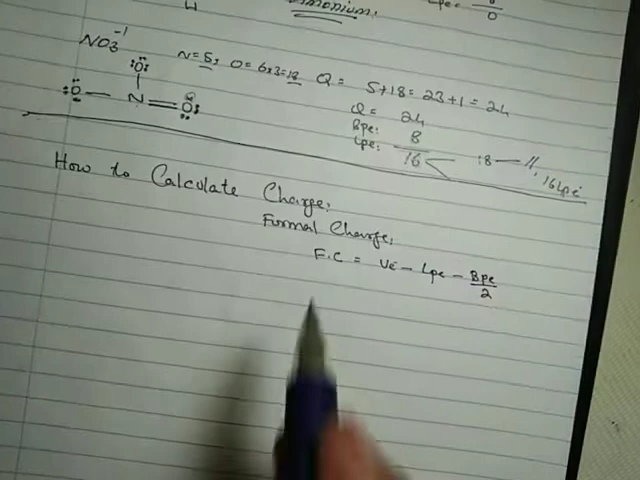 Ammonium,
NO3⁻¹
N=5, O=6x3=18 Q = 5+18=23+1=24
:Ö: Q = 24
:Ö — N = Ö: Bpe: 8
Lpe: 16 18 — 16 Lpe
How to Calculate Charge,
Formal Charge,
F.C = Ve⁻ - Lpe - Bpe/2